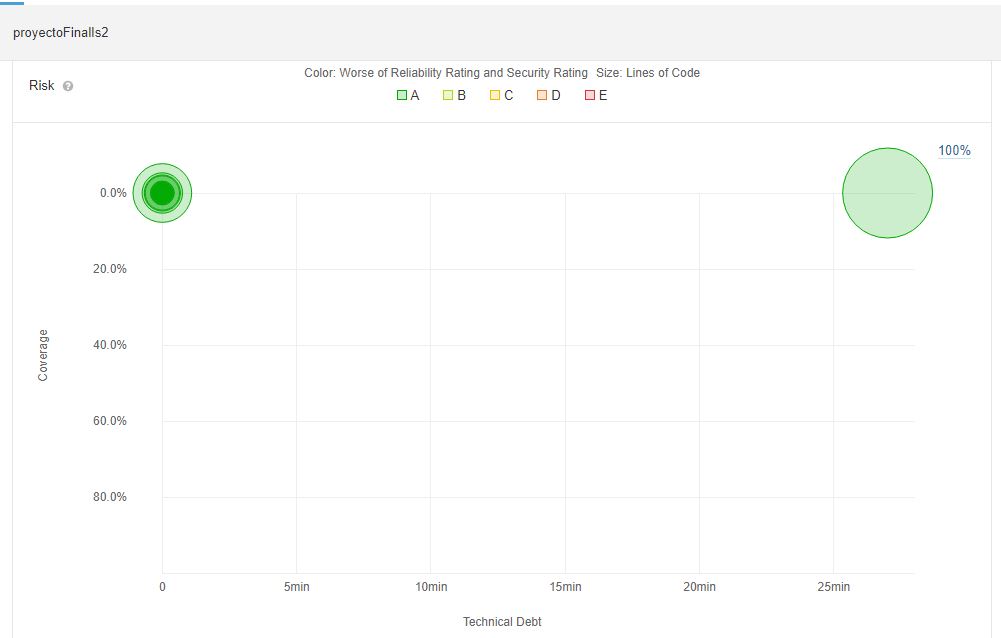 proyectoFinalIs2
Risk ?
Color: Worse of Reliability Rating and Security Rating Size: Lines of Code
A B C D E
100%
0.0%
20.0%
40.0%
60.0%
80.0%
Coverage
0 5min 10min 15min 20min 25min
Technical Debt